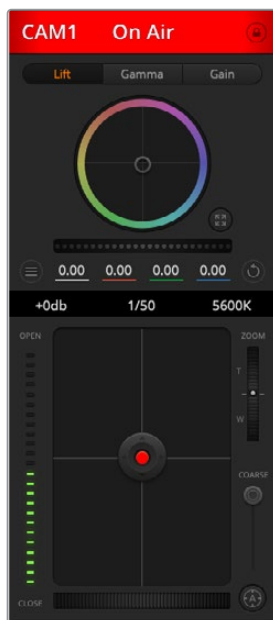 CAM1 On Air
Lift Gamma Gain
0.00 0.00 0.00 0.00
+0db 1/50 5600K
OPEN ZOOM
T
W
COARSE
A
CLOSE